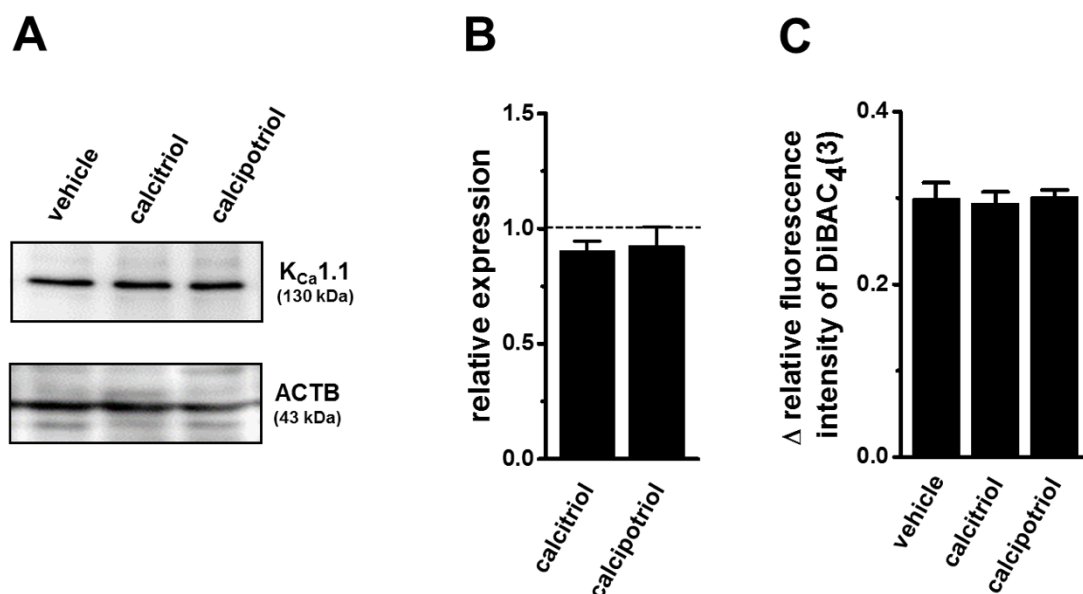 A
vehicle
calcitriol
calcipotriol
KCa1.1
(130 kDa)
ACTB
(43 kDa)
B
relative expression
1.5
1.0
0.5
0.0
calcitriol
calcipotriol
C
Δ relative fluorescence
intensity of DiBAC4(3)
0.4
0.2
0.0
vehicle
calcitriol
calcipotriol